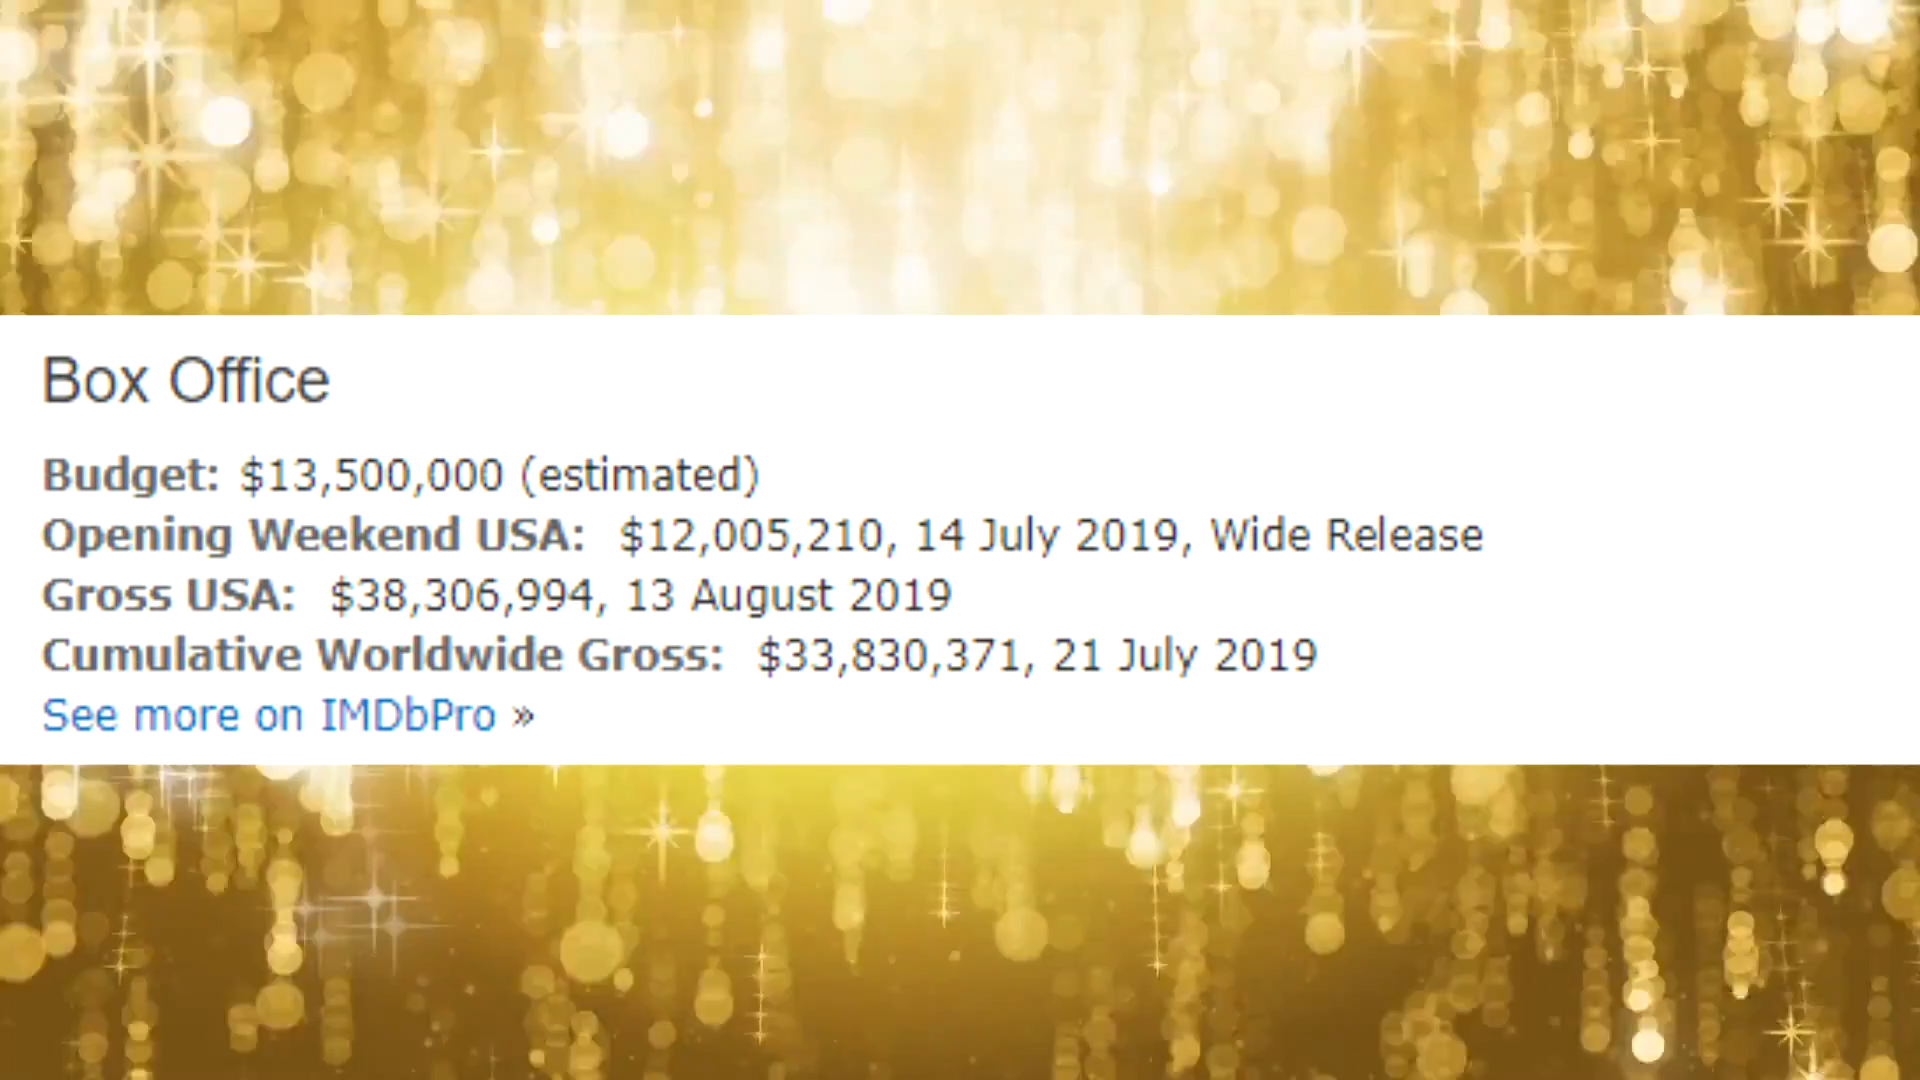 Box Office
Budget: $13,500,000 (estimated)
Opening Weekend USA: $12,005,210, 14 July 2019, Wide Release
Gross USA: $38,306,994, 13 August 2019
Cumulative Worldwide Gross: $33,830,371, 21 July 2019
See more on IMDbPro »